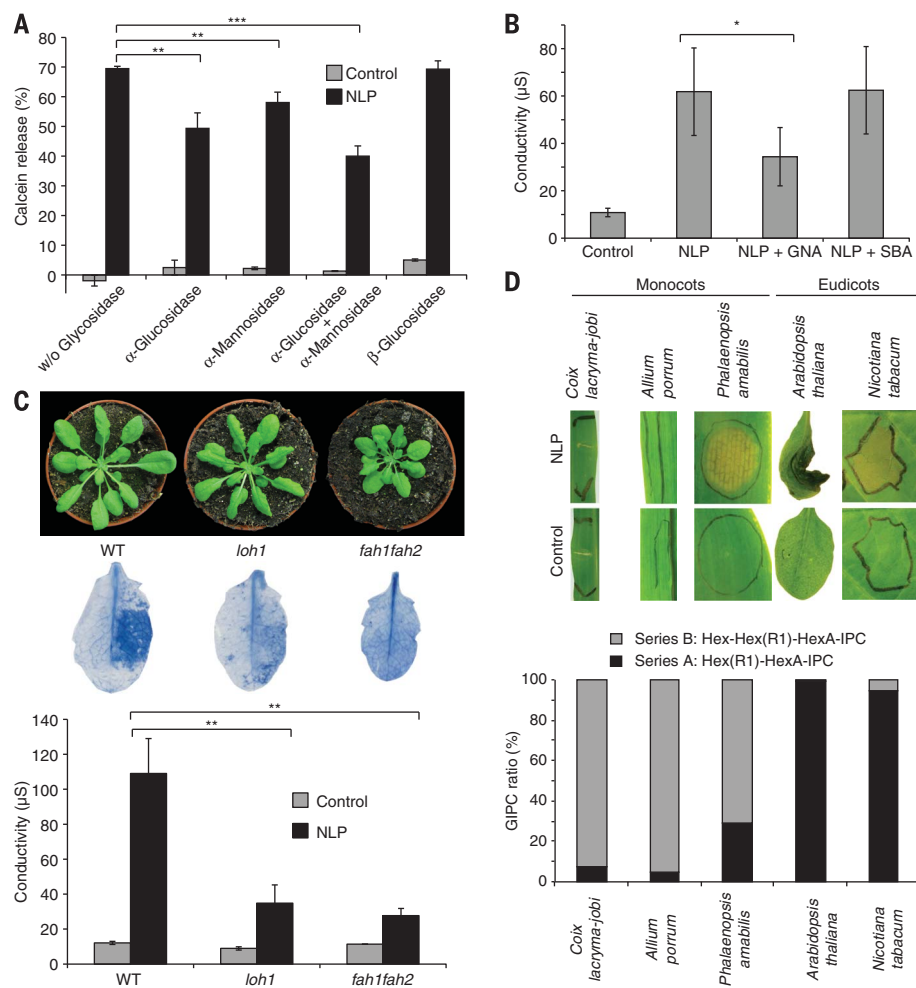 A
Calcein release (%)
80
70
60
50
40
30
20
10
0
***
**
**
Control
NLP
w/o Glycosidase
α-Glucosidase
α-Mannosidase
α-Glucosidase
+
α-Mannosidase
β-Glucosidase
B
Conductivity (µS)
100
80
60
40
20
0
*
Control
NLP
NLP + GNA
NLP + SBA
C
WT
loh1
fah1fah2
Conductivity (µS)
140
120
100
80
60
40
20
0
**
**
Control
NLP
WT
loh1
fah1fah2
D
Monocots
Eudicots
Coix
lacryma-jobi
Allium
porrum
Phalaenopsis
amabilis
Arabidopsis
thaliana
Nicotiana
tabacum
NLP
Control
Series B: Hex-Hex(R1)-HexA-IPC
Series A: Hex(R1)-HexA-IPC
GIPC ratio (%)
100
80
60
40
20
0
Coix
lacryma-jobi
Allium
porrum
Phalaenopsis
amabilis
Arabidopsis
thaliana
Nicotiana
tabacum